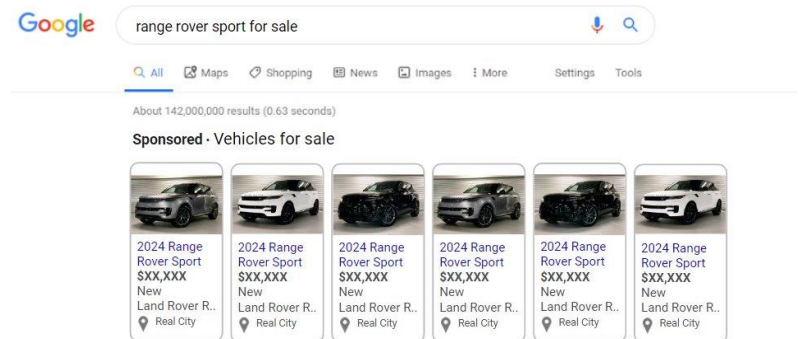 Google
range rover sport for sale
All Maps Shopping News Images More Settings Tools
About 142,000,000 results (0.63 seconds)
Sponsored · Vehicles for sale
2024 Range
Rover Sport
$XX,XXX
New
Land Rover R..
Real City
2024 Range
Rover Sport
$XX,XXX
New
Land Rover R..
Real City
2024 Range
Rover Sport
$XX,XXX
New
Land Rover R..
Real City
2024 Range
Rover Sport
$XX,XXX
New
Land Rover R..
Real City
2024 Range
Rover Sport
$XX,XXX
New
Land Rover R..
Real City
2024 Range
Rover Sport
$XX,XXX
New
Land Rover R..
Real City